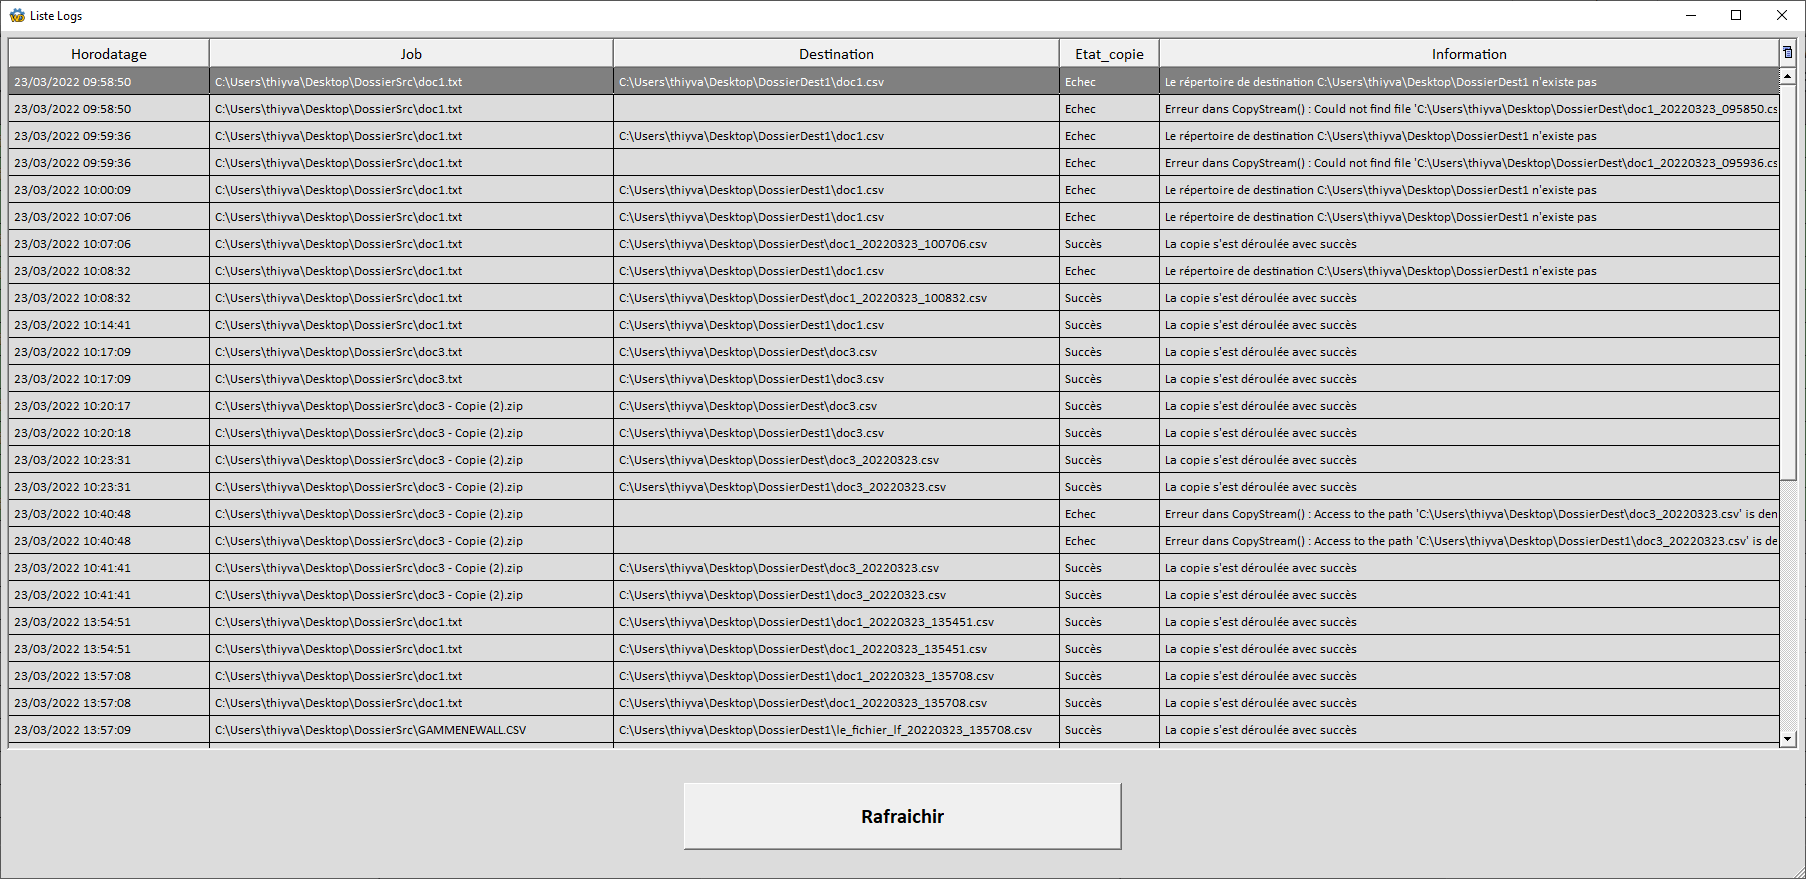 Liste Logs
Horodatage Job Destination Etat_copie Information
23/03/2022 09:58:50 C:\Users\thiyva\Desktop\DossierSrc\doc1.txt C:\Users\thiyva\Desktop\DossierDest1\doc1.csv Echec Le répertoire de destination C:\Users\thiyva\Desktop\DossierDest1 n'existe pas
23/03/2022 09:58:50 C:\Users\thiyva\Desktop\DossierSrc\doc1.txt Echec Erreur dans CopyStream() : Could not find file 'C:\Users\thiyva\Desktop\DossierDest\doc1_20220323_095850.cs
23/03/2022 09:59:36 C:\Users\thiyva\Desktop\DossierSrc\doc1.txt C:\Users\thiyva\Desktop\DossierDest1\doc1.csv Echec Le répertoire de destination C:\Users\thiyva\Desktop\DossierDest1 n'existe pas
23/03/2022 09:59:36 C:\Users\thiyva\Desktop\DossierSrc\doc1.txt Echec Erreur dans CopyStream() : Could not find file 'C:\Users\thiyva\Desktop\DossierDest\doc1_20220323_095936.cs
23/03/2022 10:00:09 C:\Users\thiyva\Desktop\DossierSrc\doc1.txt C:\Users\thiyva\Desktop\DossierDest1\doc1.csv Echec Le répertoire de destination C:\Users\thiyva\Desktop\DossierDest1 n'existe pas
23/03/2022 10:07:06 C:\Users\thiyva\Desktop\DossierSrc\doc1.txt C:\Users\thiyva\Desktop\DossierDest1\doc1.csv Echec Le répertoire de destination C:\Users\thiyva\Desktop\DossierDest1 n'existe pas
23/03/2022 10:07:06 C:\Users\thiyva\Desktop\DossierSrc\doc1.txt C:\Users\thiyva\Desktop\DossierDest\doc1_20220323_100706.csv Succès La copie s'est déroulée avec succès
23/03/2022 10:08:32 C:\Users\thiyva\Desktop\DossierSrc\doc1.txt C:\Users\thiyva\Desktop\DossierDest1\doc1.csv Echec Le répertoire de destination C:\Users\thiyva\Desktop\DossierDest1 n'existe pas
23/03/2022 10:08:32 C:\Users\thiyva\Desktop\DossierSrc\doc1.txt C:\Users\thiyva\Desktop\DossierDest\doc1_20220323_100832.csv Succès La copie s'est déroulée avec succès
23/03/2022 10:14:41 C:\Users\thiyva\Desktop\DossierSrc\doc1.txt C:\Users\thiyva\Desktop\DossierDest1\doc1.csv Succès La copie s'est déroulée avec succès
23/03/2022 10:17:09 C:\Users\thiyva\Desktop\DossierSrc\doc3.txt C:\Users\thiyva\Desktop\DossierDest\doc3.csv Succès La copie s'est déroulée avec succès
23/03/2022 10:17:09 C:\Users\thiyva\Desktop\DossierSrc\doc3.txt C:\Users\thiyva\Desktop\DossierDest1\doc3.csv Succès La copie s'est déroulée avec succès
23/03/2022 10:20:17 C:\Users\thiyva\Desktop\DossierSrc\doc3 - Copie (2).zip C:\Users\thiyva\Desktop\DossierDest\doc3.csv Succès La copie s'est déroulée avec succès
23/03/2022 10:20:18 C:\Users\thiyva\Desktop\DossierSrc\doc3 - Copie (2).zip C:\Users\thiyva\Desktop\DossierDest1\doc3.csv Succès La copie s'est déroulée avec succès
23/03/2022 10:23:31 C:\Users\thiyva\Desktop\DossierSrc\doc3 - Copie (2).zip C:\Users\thiyva\Desktop\DossierDest\doc3_20220323.csv Succès La copie s'est déroulée avec succès
23/03/2022 10:23:31 C:\Users\thiyva\Desktop\DossierSrc\doc3 - Copie (2).zip C:\Users\thiyva\Desktop\DossierDest1\doc3_20220323.csv Succès La copie s'est déroulée avec succès
23/03/2022 10:40:48 C:\Users\thiyva\Desktop\DossierSrc\doc3 - Copie (2).zip Echec Erreur dans CopyStream() : Access to the path 'C:\Users\thiyva\Desktop\DossierDest\doc3_20220323.csv' is den
23/03/2022 10:40:48 C:\Users\thiyva\Desktop\DossierSrc\doc3 - Copie (2).zip Echec Erreur dans CopyStream() : Access to the path 'C:\Users\thiyva\Desktop\DossierDest1\doc3_20220323.csv' is de
23/03/2022 10:41:41 C:\Users\thiyva\Desktop\DossierSrc\doc3 - Copie (2).zip C:\Users\thiyva\Desktop\DossierDest\doc3_20220323.csv Succès La copie s'est déroulée avec succès
23/03/2022 10:41:41 C:\Users\thiyva\Desktop\DossierSrc\doc3 - Copie (2).zip C:\Users\thiyva\Desktop\DossierDest1\doc3_20220323.csv Succès La copie s'est déroulée avec succès
23/03/2022 13:54:51 C:\Users\thiyva\Desktop\DossierSrc\doc1.txt C:\Users\thiyva\Desktop\DossierDest1\doc1_20220323_135451.csv Succès La copie s'est déroulée avec succès
23/03/2022 13:54:51 C:\Users\thiyva\Desktop\DossierSrc\doc1.txt C:\Users\thiyva\Desktop\DossierDest\doc1_20220323_135451.csv Succès La copie s'est déroulée avec succès
23/03/2022 13:57:08 C:\Users\thiyva\Desktop\DossierSrc\doc1.txt C:\Users\thiyva\Desktop\DossierDest1\doc1_20220323_135708.csv Succès La copie s'est déroulée avec succès
23/03/2022 13:57:08 C:\Users\thiyva\Desktop\DossierSrc\doc1.txt C:\Users\thiyva\Desktop\DossierDest\doc1_20220323_135708.csv Succès La copie s'est déroulée avec succès
23/03/2022 13:57:09 C:\Users\thiyva\Desktop\DossierSrc\GAMMENEWALL.CSV C:\Users\thiyva\Desktop\DossierDest1\le_fichier_lf_20220323_135708.csv Succès La copie s'est déroulée avec succès
Rafraichir